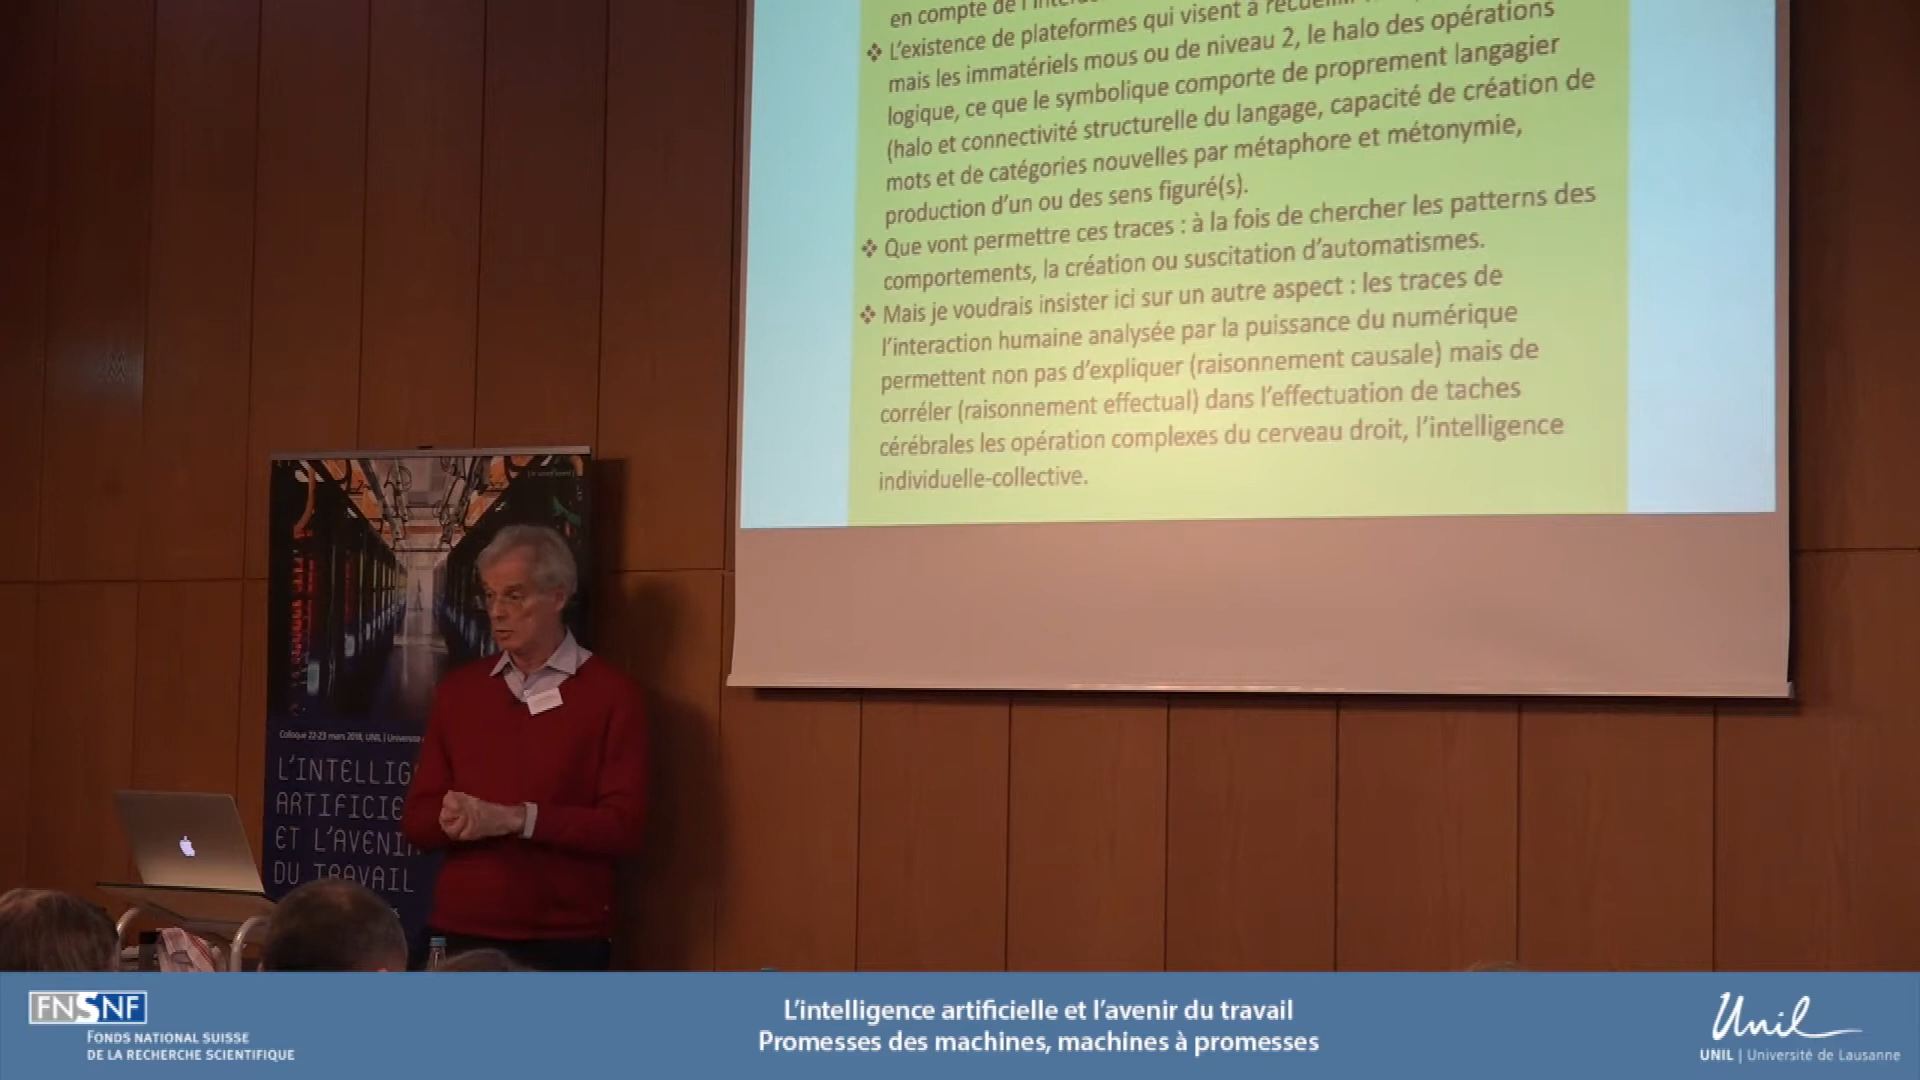 en compte de
❖ L'existence de plateformes qui visent à
mais les immatériels mous ou de niveau 2, le halo des opérations
logique, ce que le symbolique comporte de proprement langagier
(halo et connectivité structurelle du langage, capacité de création de
mots et de catégories nouvelles par métaphore et métonymie,
production d'un ou des sens figuré(s).
❖ Que vont permettre ces traces : à la fois de chercher les patterns des
comportements, la création ou suscitation d'automatismes.
❖ Mais je voudrais insister ici sur un autre aspect : les traces de
l'interaction humaine analysée par la puissance du numérique
permettent non pas d'expliquer (raisonnement causale) mais de
corréler (raisonnement effectual) dans l'effectuation de taches
cérébrales les opération complexes du cerveau droit, l'intelligence
individuelle-collective.
Colloque 22-23 mars 2018, UNIL | Université
L'INTELLIG
ARTIFICIE
ET L'AVENI
DU TRAVAIL
FNSNF
FONDS NATIONAL SUISSE
DE LA RECHERCHE SCIENTIFIQUE
L'intelligence artificielle et l'avenir du travail
Promesses des machines, machines à promesses
Unil
UNIL | Université de Lausanne